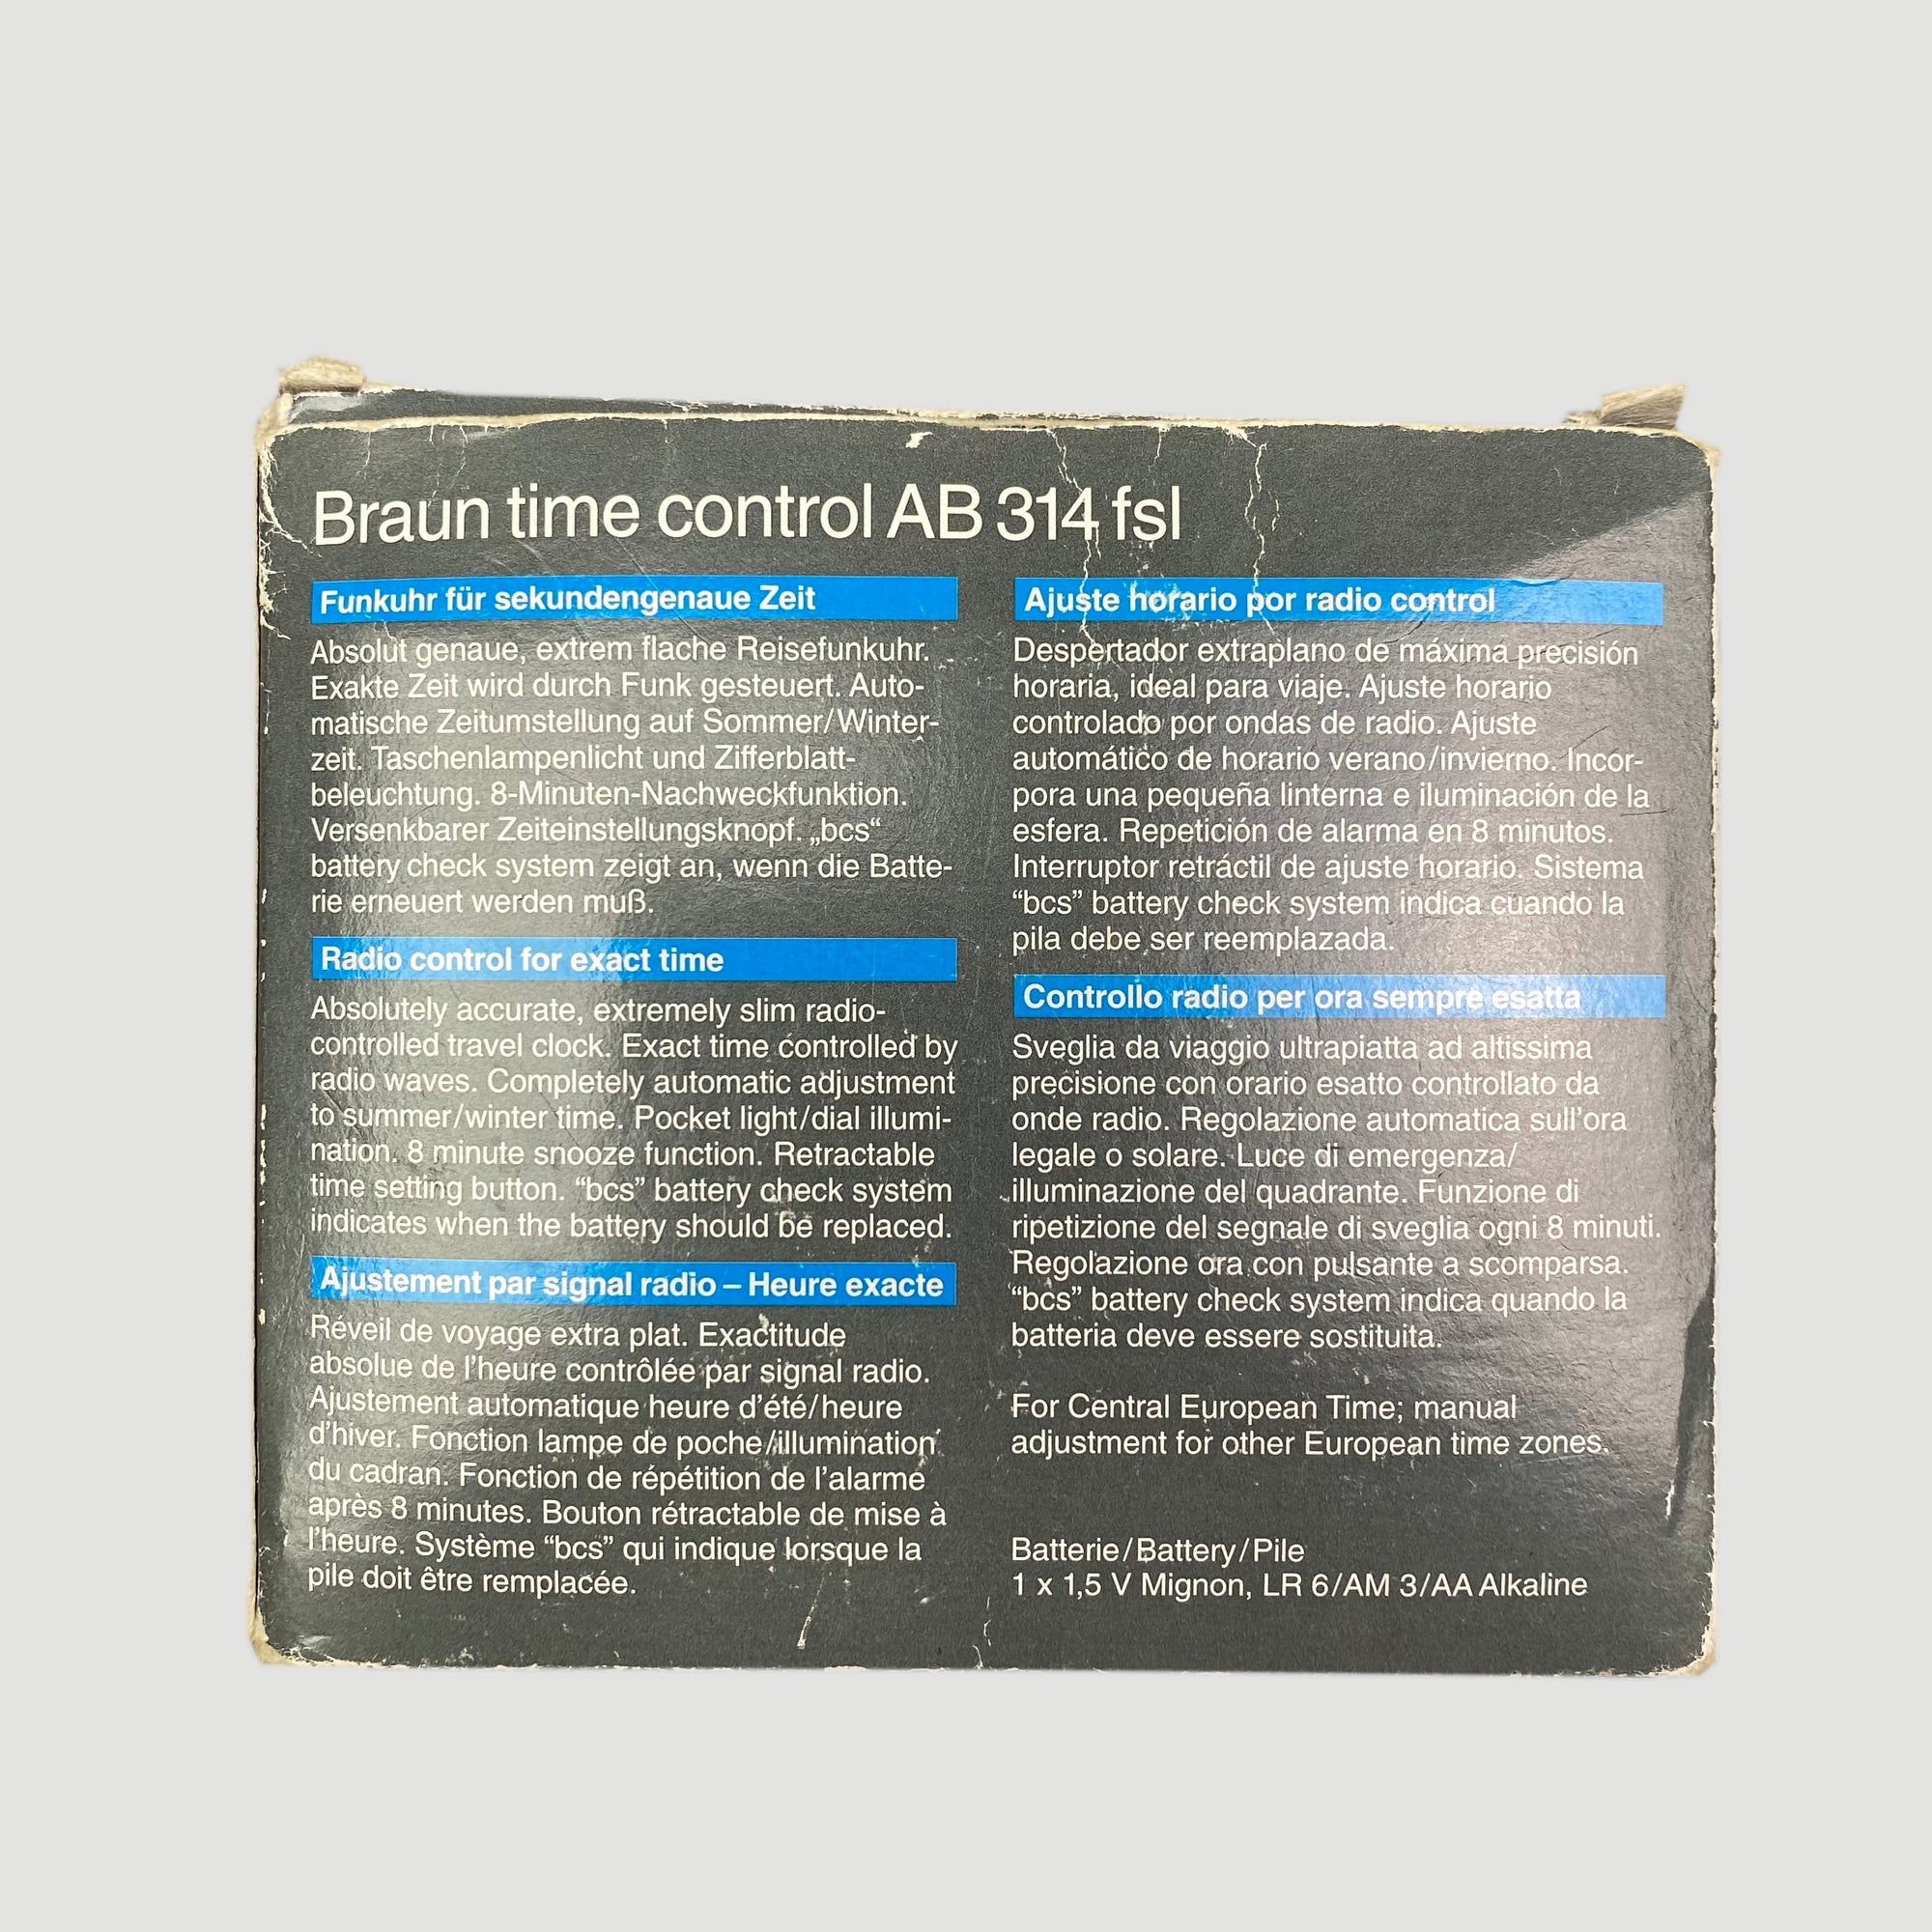 Braun time control AB 314 fsl
Funkuhr für sekundengenaue Zeit
Absolut genaue, extrem flache Reisefunkuhr.
Exakte Zeit wird durch Funk gesteuert. Auto-
matische Zeitumstellung auf Sommer/Winter-
zeit. Taschenlampenlicht und Zifferblatt-
beleuchtung. 8-Minuten-Nachweckfunktion.
Versenkbarer Zeiteinstellungsknopf. „bcs“
battery check system zeigt an, wenn die Batte-
rie erneuert werden muß.
Radio control for exact time
Absolutely accurate, extremely slim radio-
controlled travel clock. Exact time controlled by
radio waves. Completely automatic adjustment
to summer/winter time. Pocket light/dial illumi-
nation. 8 minute snooze function. Retractable
time setting button. “bcs” battery check system
indicates when the battery should be replaced.
Ajustement par signal radio – Heure exacte
Réveil de voyage extra plat. Exactitude
absolue de l’heure contrôlée par signal radio.
Ajustement automatique heure d’été/heure
d’hiver. Fonction lampe de poche/illumination
du cadran. Fonction de répétition de l’alarme
après 8 minutes. Bouton rétractable de mise à
l’heure. Système “bcs” qui indique lorsque la
pile doit être remplacée.
Ajuste horario por radio control
Despertador extraplano de máxima precisión
horaria, ideal para viaje. Ajuste horario
controlado por ondas de radio. Ajuste
automático de horario verano/invierno. Incor-
pora una pequeña linterna e iluminación de la
esfera. Repetición de alarma en 8 minutos.
Interruptor retráctil de ajuste horario. Sistema
“bcs” battery check system indica cuando la
pila debe ser reemplazada.
Controllo radio per ora sempre esatta
Sveglia da viaggio ultrapiatta ad altissima
precisione con orario esatto controllato da
onde radio. Regolazione automatica sull’ora
legale o solare. Luce di emergenza/
illuminazione del quadrante. Funzione di
ripetizione del segnale di sveglia ogni 8 minuti.
Regolazione ora con pulsante a scomparsa.
“bcs” battery check system indica quando la
batteria deve essere sostituita.
For Central European Time; manual
adjustment for other European time zones.
Batterie/Battery/Pile
1 x 1,5 V Mignon, LR 6/AM 3/AA Alkaline